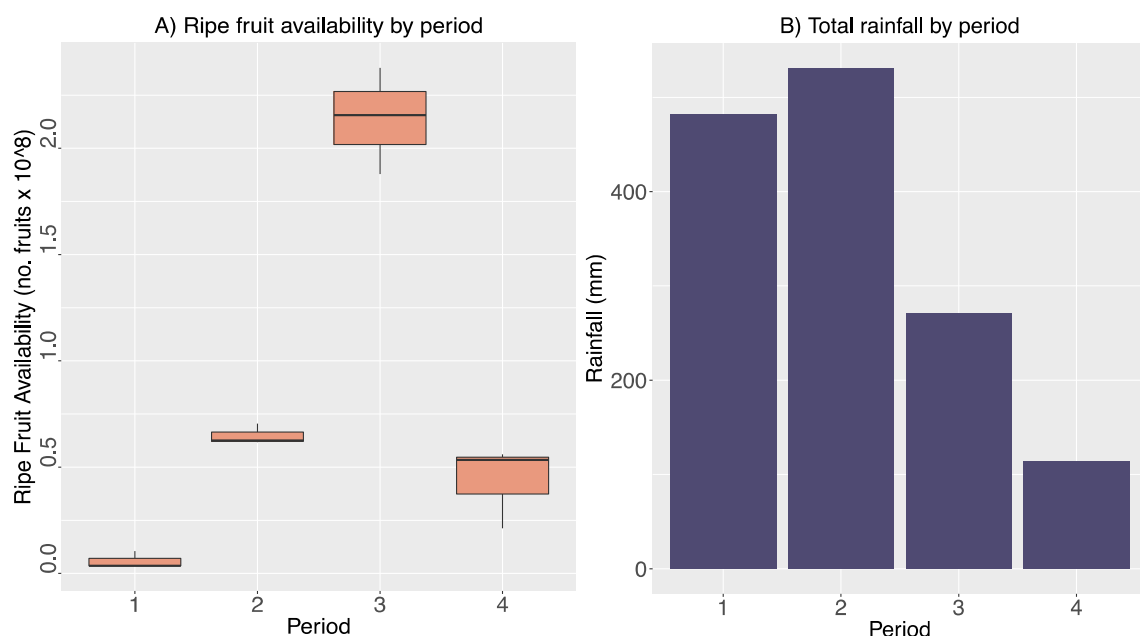 A) Ripe fruit availability by period
Ripe Fruit Availability (no. fruits x 10^8)
2.0
1.5
1.0
0.5
0.0
1 2 3 4
Period
B) Total rainfall by period
Rainfall (mm)
400
200
0
1 2 3 4
Period